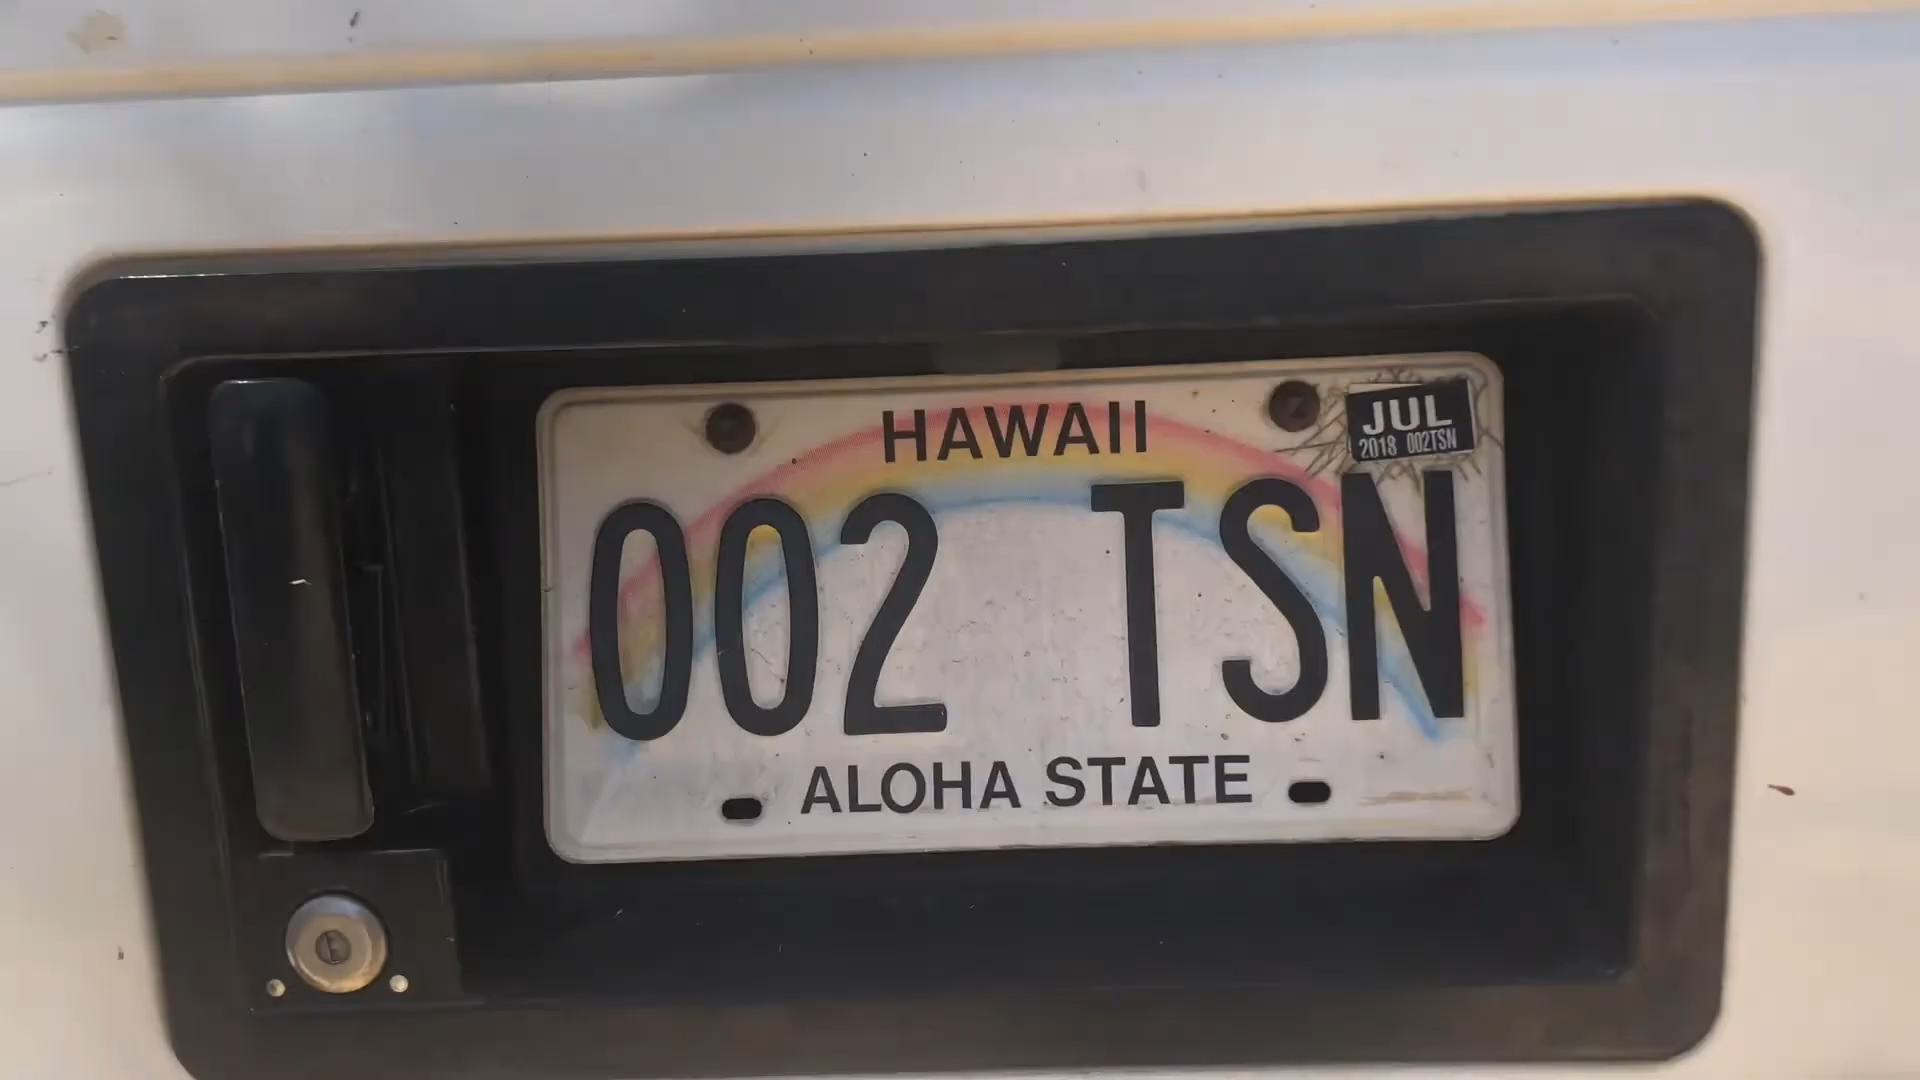 HAWAII
JUL
2018 002TSN
002 TSN
ALOHA STATE